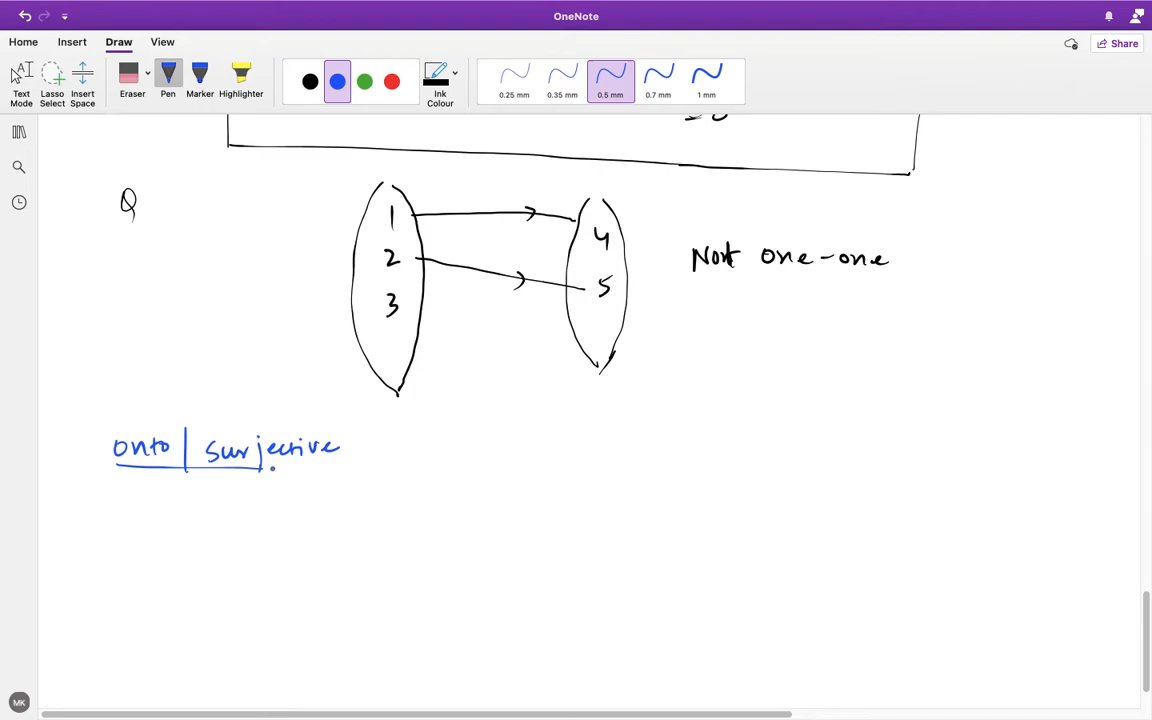 OneNote
Home Insert Draw View
Share
Text Mode
Lasso Select
Insert Space
Eraser
Pen
Marker
Highlighter
Ink Colour
0.25 mm
0.35 mm
0.5 mm
0.7 mm
1 mm
Q
1
2
3
4
5
Not one-one
onto | surjective
MK